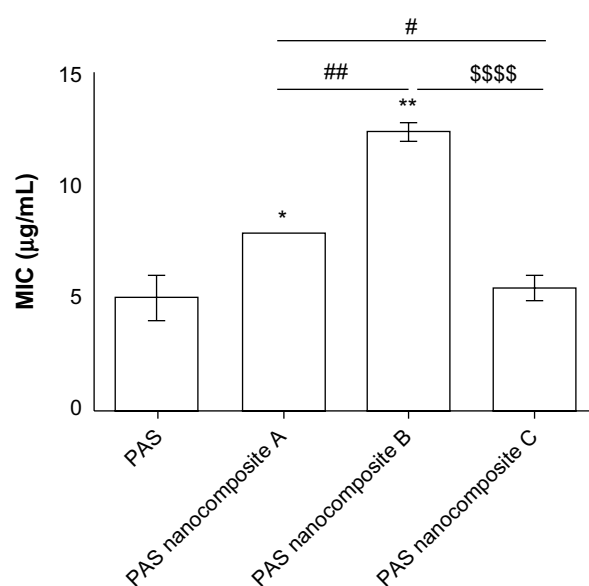 #
## $$$$
15
**
10
*
5
0
MIC (µg/mL)
PAS
PAS nanocomposite A
PAS nanocomposite B
PAS nanocomposite C